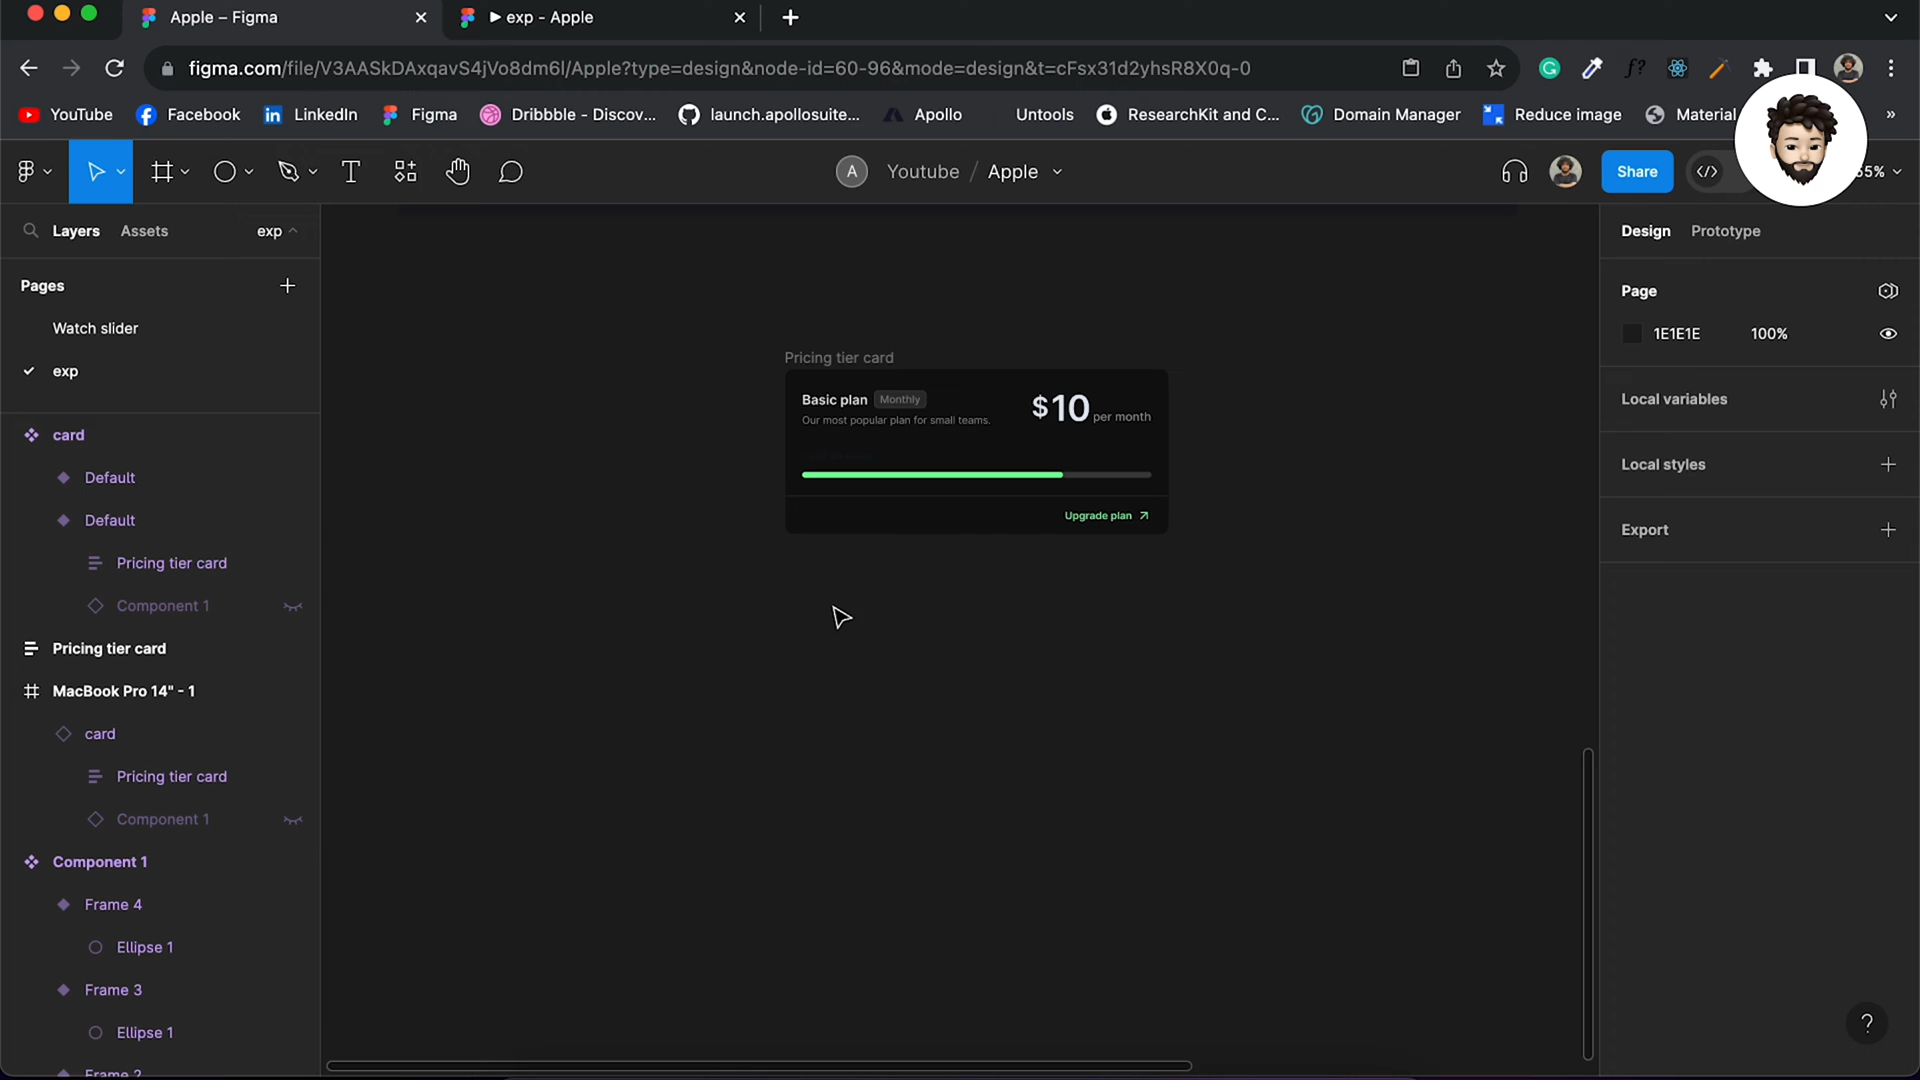 Apple – Figma
▶ exp - Apple
figma.com/file/V3AASkDAxqavS4jVo8dm6l/Apple?type=design&node-id=60-96&mode=design&t=cFsx31d2yhsR8X0q-0
YouTube
Facebook
LinkedIn
Figma
Dribbble - Discov...
launch.apollosuite...
Apollo
Untools
ResearchKit and C...
Domain Manager
Reduce image
Material
A
Youtube / Apple
Share
Layers
Assets
exp
Design
Prototype
Pages
Watch slider
exp
card
Default
Default
Pricing tier card
Component 1
Pricing tier card
MacBook Pro 14" - 1
card
Pricing tier card
Component 1
Component 1
Frame 4
Ellipse 1
Frame 3
Ellipse 1
Frame 2
Pricing tier card
Basic plan
Monthly
Our most popular plan for small teams.
$10 per month
Upgrade plan
Page
1E1E1E
100%
Local variables
Local styles
Export
?